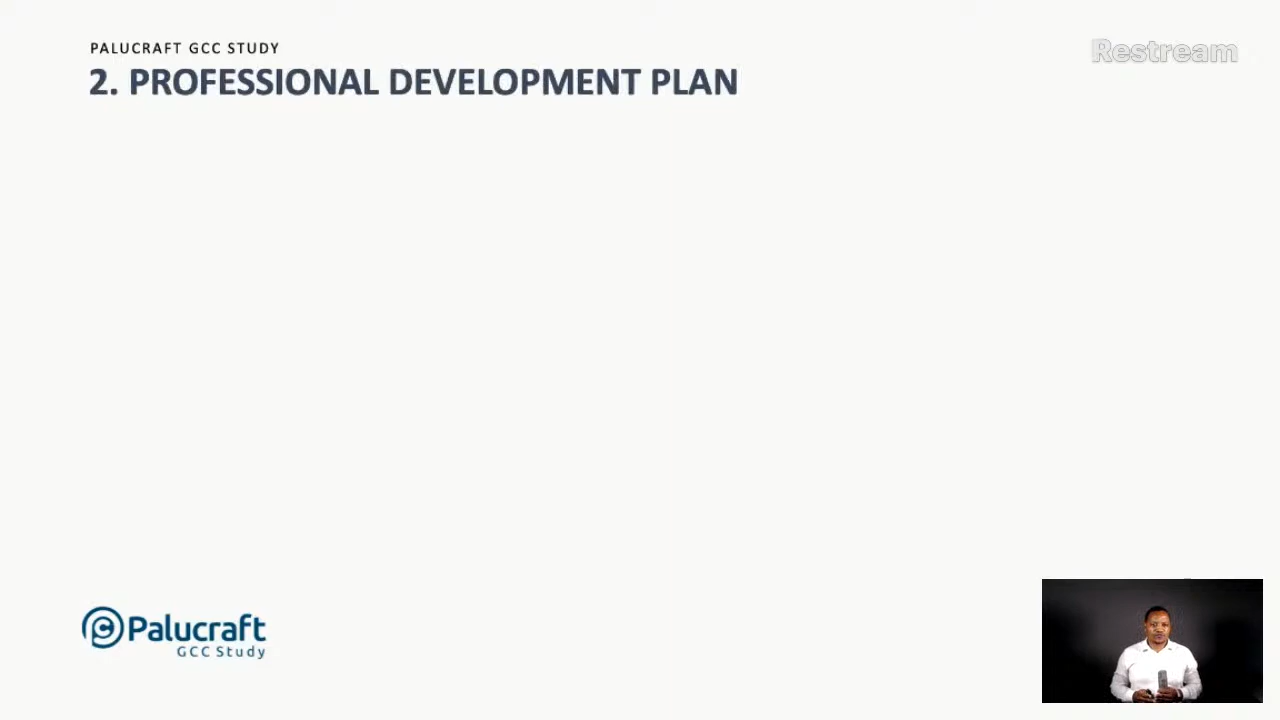 PALUCRAFT GCC STUDY
Restream
2. PROFESSIONAL DEVELOPMENT PLAN
Palucraft
GCC Study